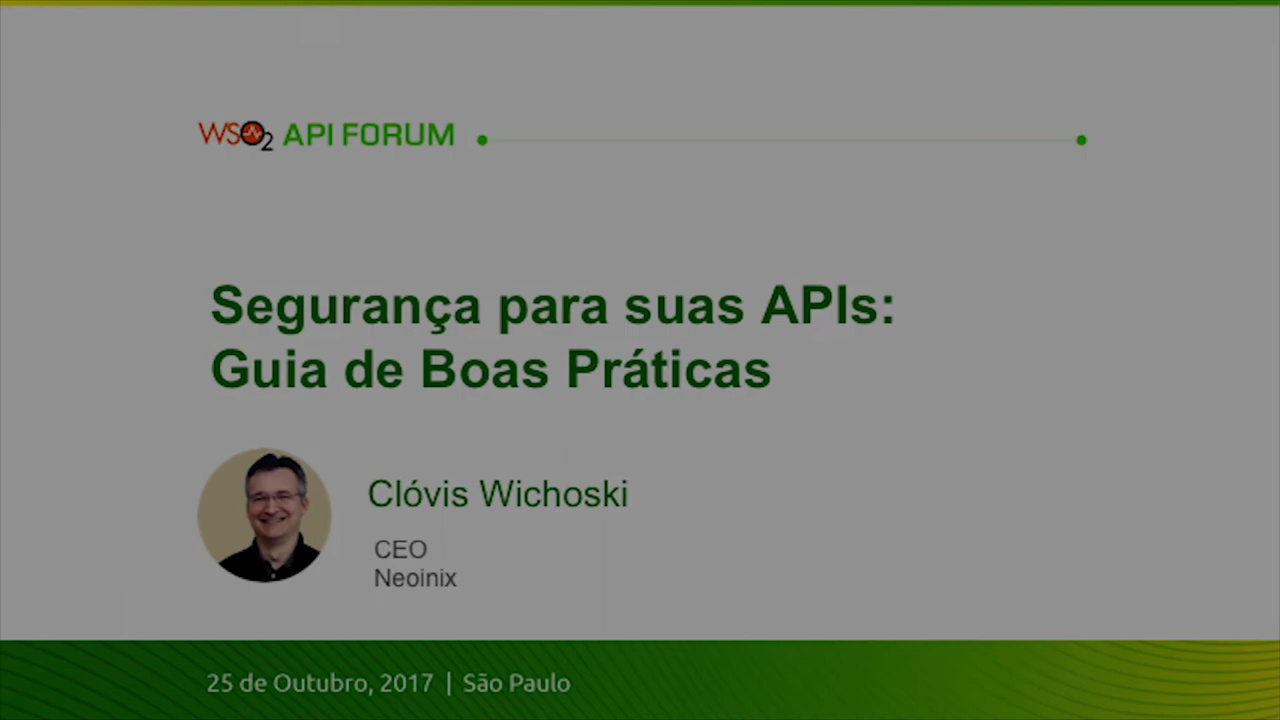 WSO2 API FORUM
Segurança para suas APIs:
Guia de Boas Práticas
Clóvis Wichoski
CEO
Neoinix
25 de Outubro, 2017 | São Paulo